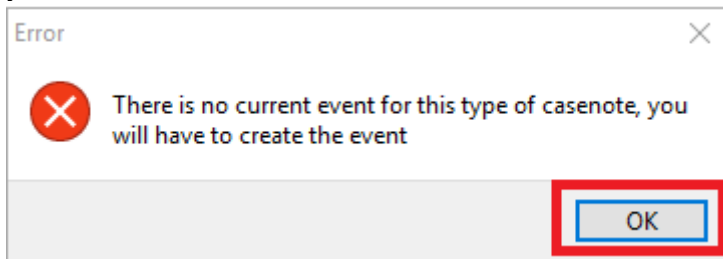 Error
There is no current event for this type of casenote, you
will have to create the event
OK